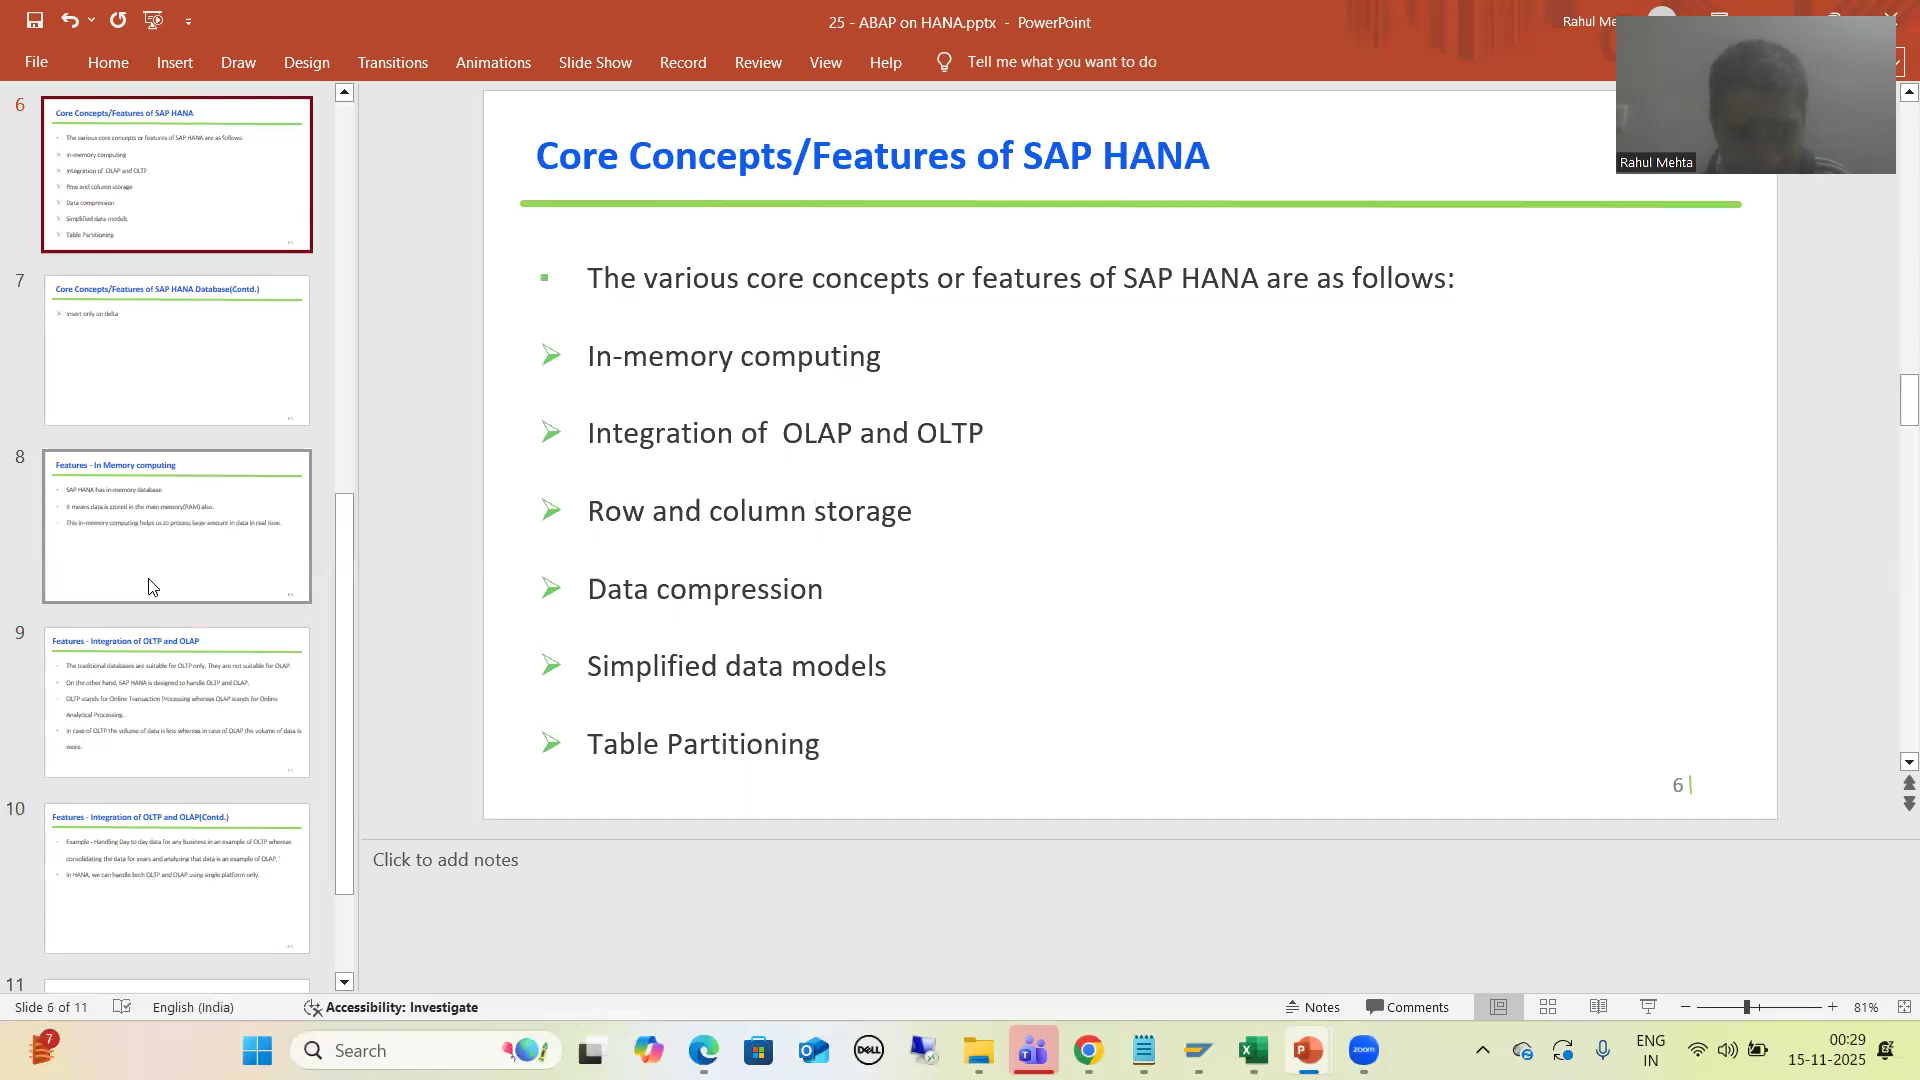 25 - ABAP on HANA.pptx - PowerPoint
Rahul Me
File
Home
Insert
Draw
Design
Transitions
Animations
Slide Show
Record
Review
View
Help
Tell me what you want to do
Rahul Mehta
6
Core Concepts/Features of SAP HANA
The various core concepts or features of SAP HANA are as follows:
In-memory computing
Integration of OLAP and OLTP
Row and column storage
Data compression
Simplified data models
Table Partitioning
7
Core Concepts/Features of SAP HANA Database(Contd.)
Insert only on delta
8
Features - In Memory computing
SAP HANA has in-memory database.
It means data is stored in the main memory(RAM) also.
This in-memory computing helps us to process large amount in data in real time.
9
Features - Integration of OLTP and OLAP
The traditional databases are suitable for OLTP only. They are not suitable for OLAP.
On the other hand, SAP HANA is designed to handle OLTP and OLAP.
OLTP stands for Online Transaction Processing whereas OLAP stands for Online
Analytical Processing. .
In case of OLTP the volume of data is less whereas in case of OLAP the volume of data is
more.
10
Features - Integration of OLTP and OLAP(Contd.)
Example - Handling Day to day data for any business in an example of OLTP whereas
consolidating the data for years and analyzing that data is an example of OLAP. '
In HANA, we can handle both OLTP and OLAP using single platform only.
11
Core Concepts/Features of SAP HANA
The various core concepts or features of SAP HANA are as follows:
In-memory computing
Integration of  OLAP and OLTP
Row and column storage
Data compression
Simplified data models
Table Partitioning
6
Click to add notes
Slide 6 of 11
English (India)
Accessibility: Investigate
Notes
Comments
81%
7
Search
DELL
zoom
ENG
IN
00:29
15-11-2025